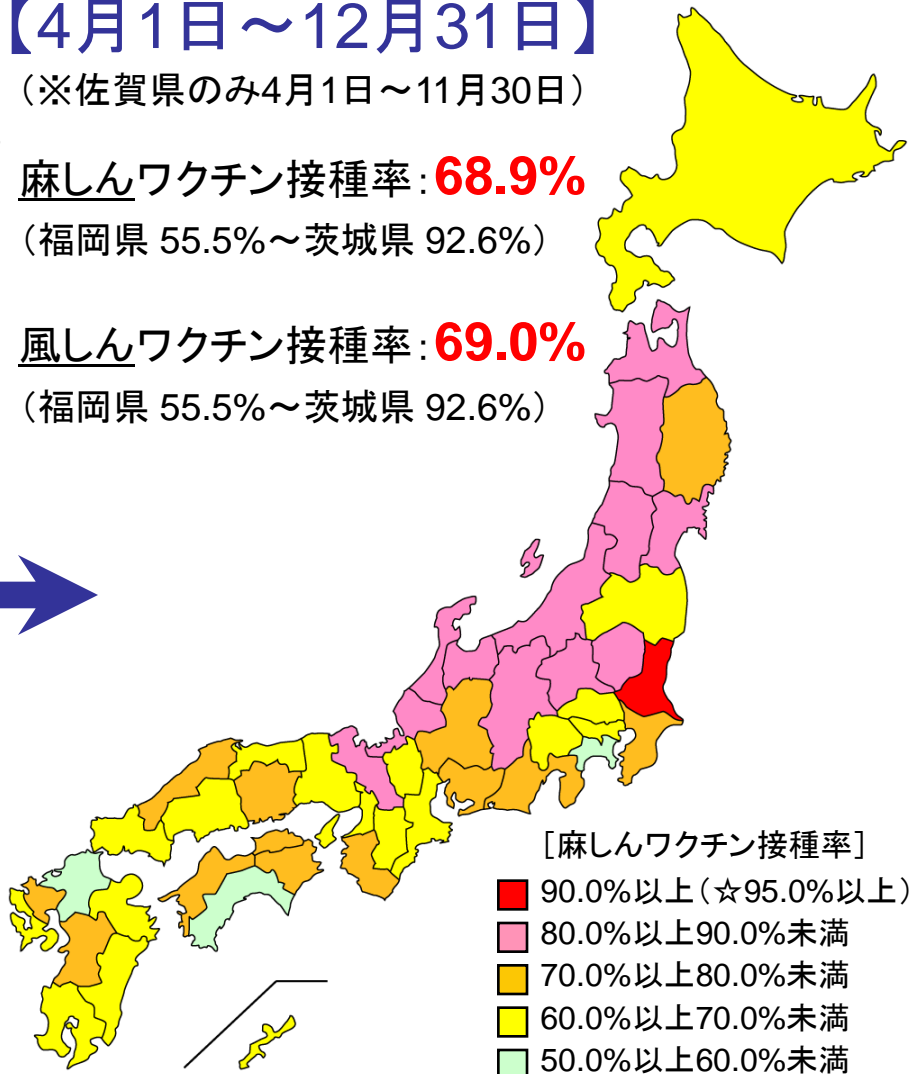 【4月1日～12月31日】
（※佐賀県のみ4月1日～11月30日）
麻しんワクチン接種率：68.9%
（福岡県 55.5%～茨城県 92.6%）
風しんワクチン接種率：69.0%
（福岡県 55.5%～茨城県 92.6%）
［麻しんワクチン接種率］
90.0%以上（☆95.0%以上）
80.0%以上90.0%未満
70.0%以上80.0%未満
60.0%以上70.0%未満
50.0%以上60.0%未満